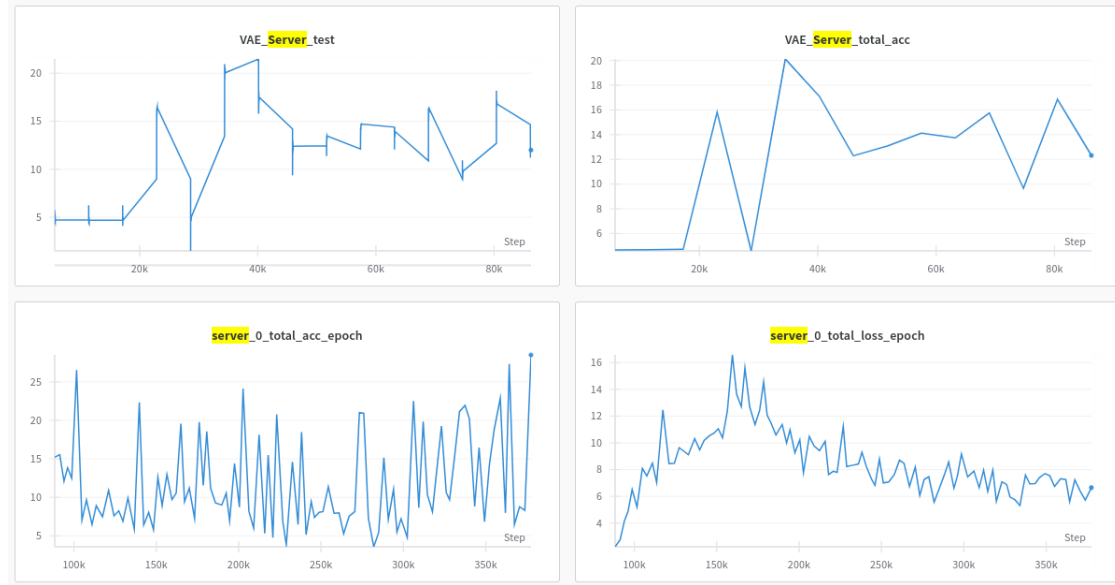 VAE_Server_test
20
15
10
5
Step
20k 40k 60k 80k
VAE_Server_total_acc
20
18
16
14
12
10
8
6
Step
20k 40k 60k 80k
server_0_total_acc_epoch
25
20
15
10
5
Step
100k 150k 200k 250k 300k 350k
server_0_total_loss_epoch
16
14
12
10
8
6
4
Step
100k 150k 200k 250k 300k 350k